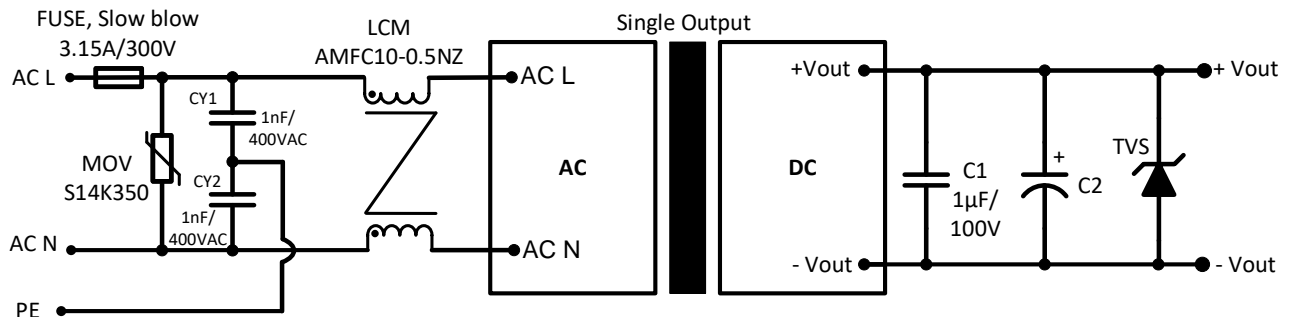 FUSE, Slow blow
3.15A/300V
LCM
AMFC10-0.5NZ
Single Output
AC L
CY1
1nF/
400VAC
MOV
S14K350
CY2
1nF/
400VAC
AC N
PE
AC L
AC
AC N
+Vout
DC
- Vout
C1
1µF/
100V
+
C2
TVS
+ Vout
- Vout